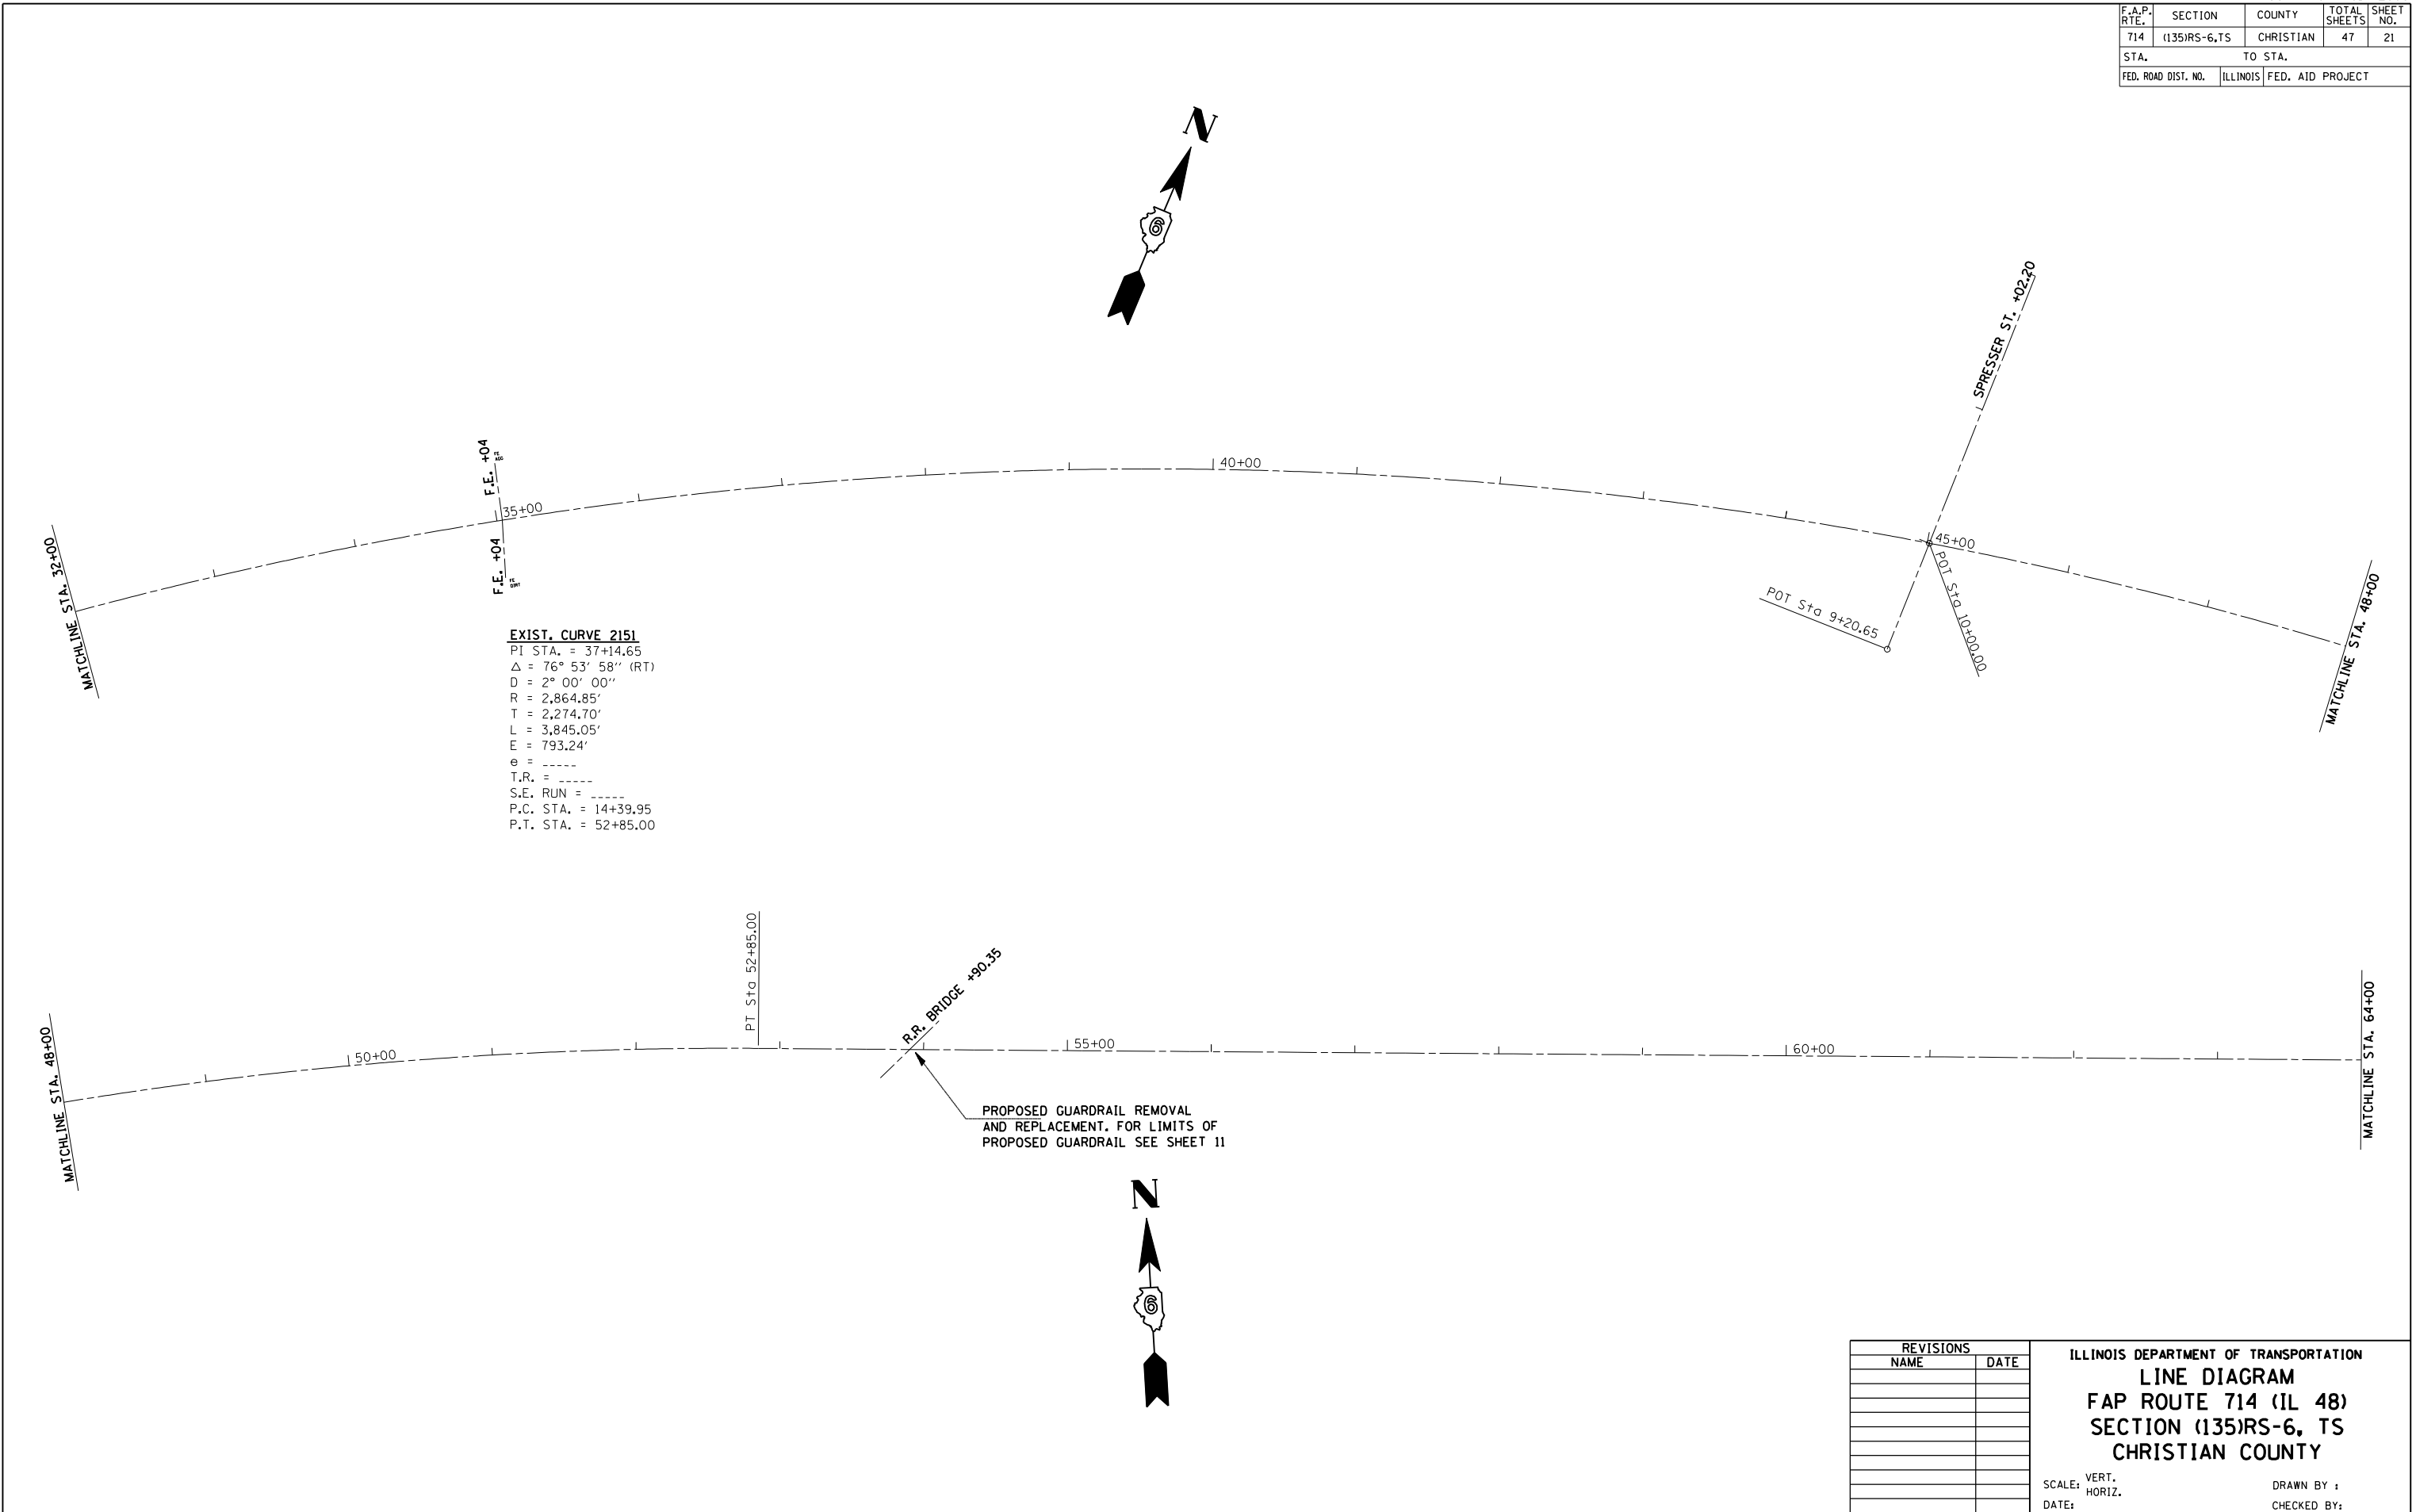 F.A.P. RTE. SECTION COUNTY TOTAL SHEETS SHEET NO.
714 (135)RS-6,TS CHRISTIAN 47 21
STA. TO STA.
FED. ROAD DIST. NO. ILLINOIS FED. AID PROJECT
N
6
SPRESSER ST. +02.20
F.E. +04
35+00
40+00
45+00
F.E. +04
MATCHLINE STA. 32+00
POT Sta 9+20.65
POT Sta 10+00.00
MATCHLINE STA. 48+00
EXIST. CURVE 2151
PI STA. = 37+14.65
△ = 76° 53' 58'' (RT)
D = 2° 00' 00''
R = 2,864.85'
T = 2,274.70'
L = 3,845.05'
E = 793.24'
e = -----
T.R. = -----
S.E. RUN = -----
P.C. STA. = 14+39.95
P.T. STA. = 52+85.00
MATCHLINE STA. 48+00
50+00
PT Sta 52+85.00
R.R. BRIDGE +90.35
55+00
60+00
MATCHLINE STA. 64+00
PROPOSED GUARDRAIL REMOVAL
AND REPLACEMENT. FOR LIMITS OF
PROPOSED GUARDRAIL SEE SHEET 11
N
6
REVISIONS
NAME DATE
ILLINOIS DEPARTMENT OF TRANSPORTATION
LINE DIAGRAM
FAP ROUTE 714 (IL 48)
SECTION (135)RS-6, TS
CHRISTIAN COUNTY
SCALE: VERT.
HORIZ.
DRAWN BY :
DATE:
CHECKED BY: